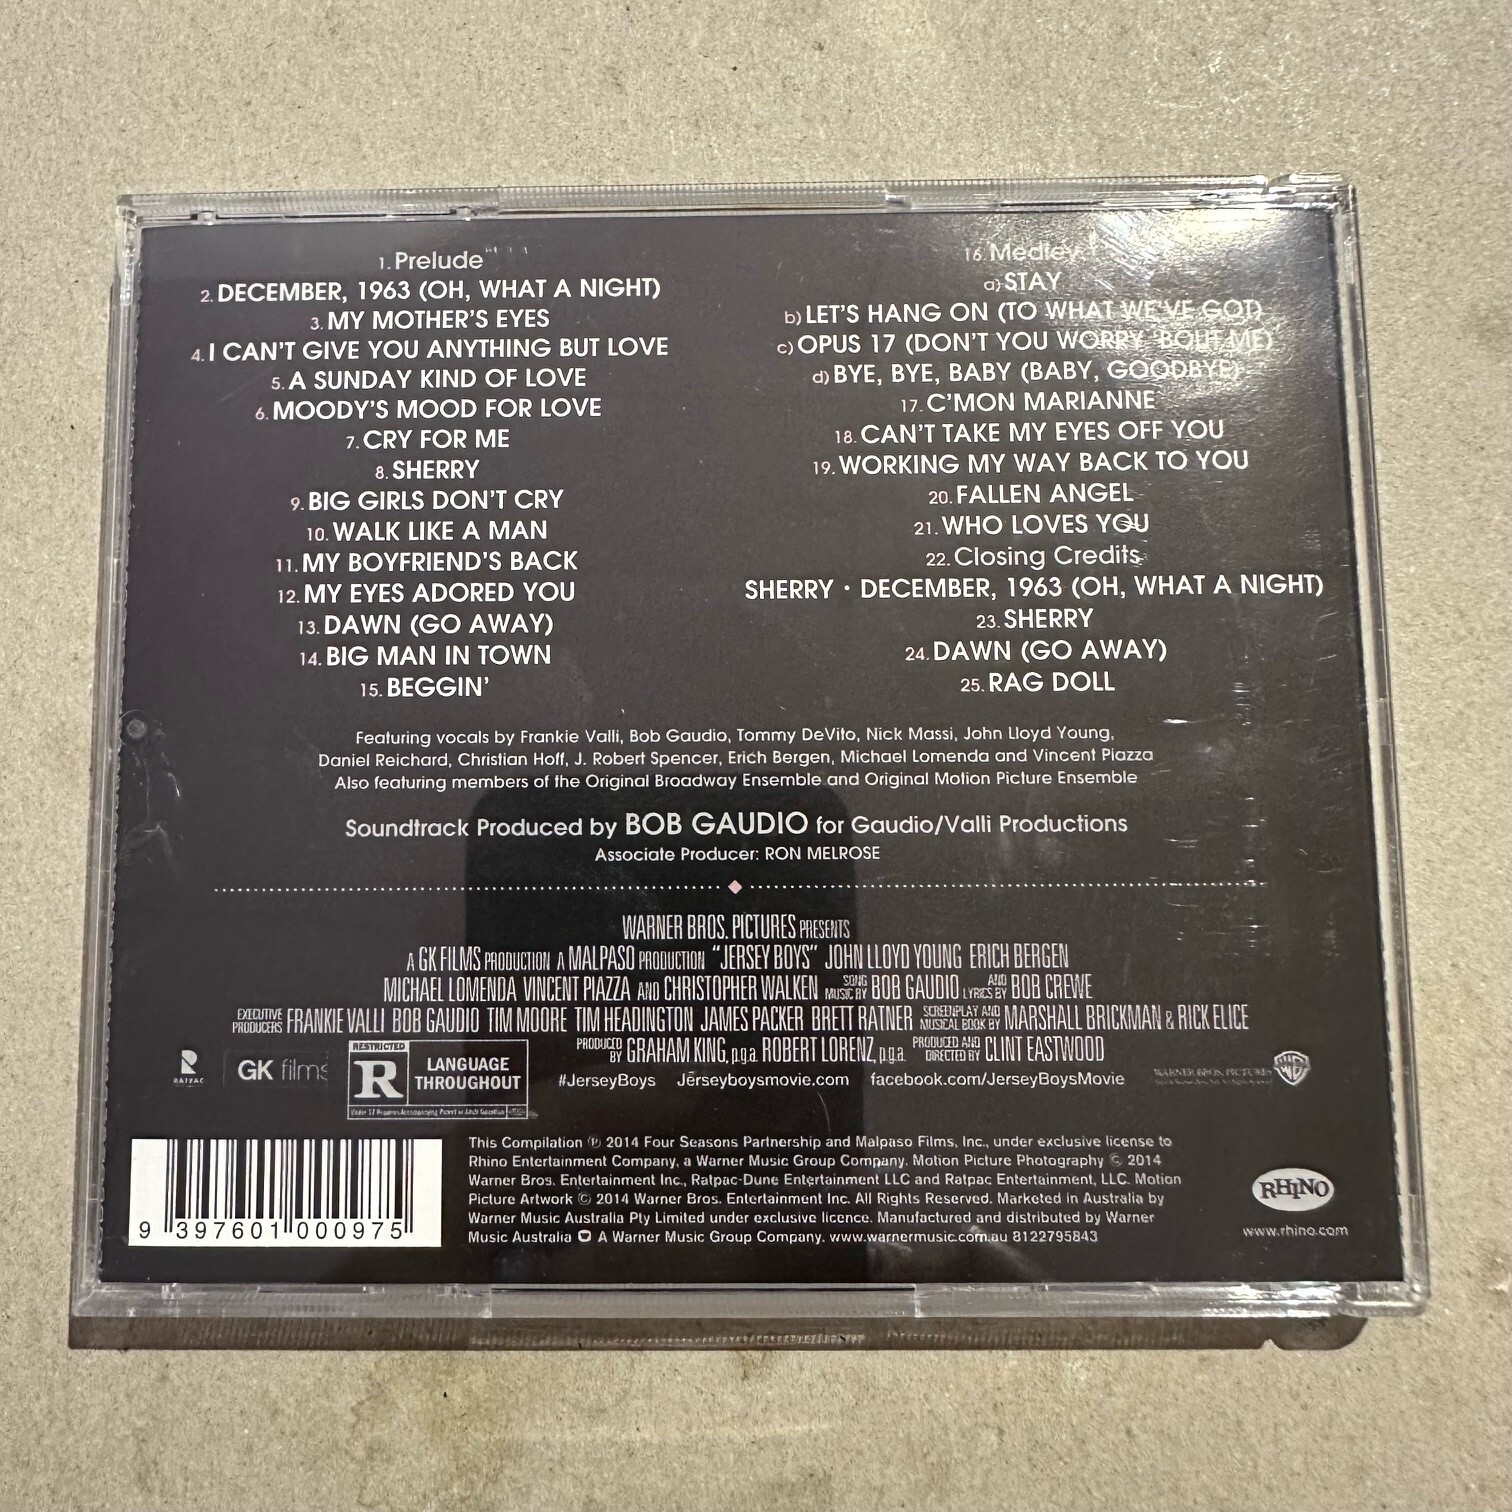 1. Prelude
2. DECEMBER, 1963 (OH, WHAT A NIGHT)
3. MY MOTHER'S EYES
4. I CAN'T GIVE YOU ANYTHING BUT LOVE
5. A SUNDAY KIND OF LOVE
6. MOODY'S MOOD FOR LOVE
7. CRY FOR ME
8. SHERRY
9. BIG GIRLS DON'T CRY
10. WALK LIKE A MAN
11. MY BOYFRIEND'S BACK
12. MY EYES ADORED YOU
13. DAWN (GO AWAY)
14. BIG MAN IN TOWN
15. BEGGIN'
16. Medley:
a) STAY
b) LET'S HANG ON (TO WHAT WE'VE GOT)
c) OPUS 17 (DON'T YOU WORRY 'BOUT ME)
d) BYE, BYE, BABY (BABY, GOODBYE)
17. C'MON MARIANNE
18. CAN'T TAKE MY EYES OFF YOU
19. WORKING MY WAY BACK TO YOU
20. FALLEN ANGEL
21. WHO LOVES YOU
22. Closing Credits:
SHERRY • DECEMBER, 1963 (OH, WHAT A NIGHT)
23. SHERRY
24. DAWN (GO AWAY)
25. RAG DOLL
Featuring vocals by Frankie Valli, Bob Gaudio, Tommy DeVito, Nick Massi, John Lloyd Young,
Daniel Reichard, Christian Hoff, J. Robert Spencer, Erich Bergen, Michael Lomenda and Vincent Piazza
Also featuring members of the Original Broadway Ensemble and Original Motion Picture Ensemble
Soundtrack Produced by BOB GAUDIO for Gaudio/Valli Productions
Associate Producer: RON MELROSE
WARNER BROS. PICTURES PRESENTS
A GK FILMS PRODUCTION A MALPASO PRODUCTION "JERSEY BOYS" JOHN LLOYD YOUNG ERICH BERGEN
MICHAEL LOMENDA VINCENT PIAZZA AND CHRISTOPHER WALKEN SONG MUSIC BY BOB GAUDIO AND LYRICS BY BOB CREWE
EXECUTIVE PRODUCERS FRANKIE VALLI BOB GAUDIO TIM MOORE TIM HEADINGTON JAMES PACKER BRETT RATNER SCREENPLAY AND MUSICAL BOOK BY MARSHALL BRICKMAN & RICK ELICE
PRODUCED BY GRAHAM KING, p.g.a. ROBERT LORENZ, p.g.a. PRODUCED AND DIRECTED BY CLINT EASTWOOD
RATPAC
GK films
RESTRICTED
R
LANGUAGE
THROUGHOUT
Under 17 Requires Accompanying Parent or Adult Guardian
#JerseyBoys Jerseyboysmovie.com facebook.com/JerseyBoysMovie
WARNER BROS. PICTURES
WB
9 397601 000975
This Compilation ℗ 2014 Four Seasons Partnership and Malpaso Films, Inc., under exclusive license to
Rhino Entertainment Company, a Warner Music Group Company. Motion Picture Photography © 2014
Warner Bros. Entertainment Inc., Ratpac-Dune Entertainment LLC and Ratpac Entertainment, LLC. Motion
Picture Artwork © 2014 Warner Bros. Entertainment Inc. All Rights Reserved. Marketed in Australia by
Warner Music Australia Pty Limited under exclusive licence. Manufactured and distributed by Warner
Music Australia A Warner Music Group Company. www.warnermusic.com.au 8122795843
RHINO
www.rhino.com